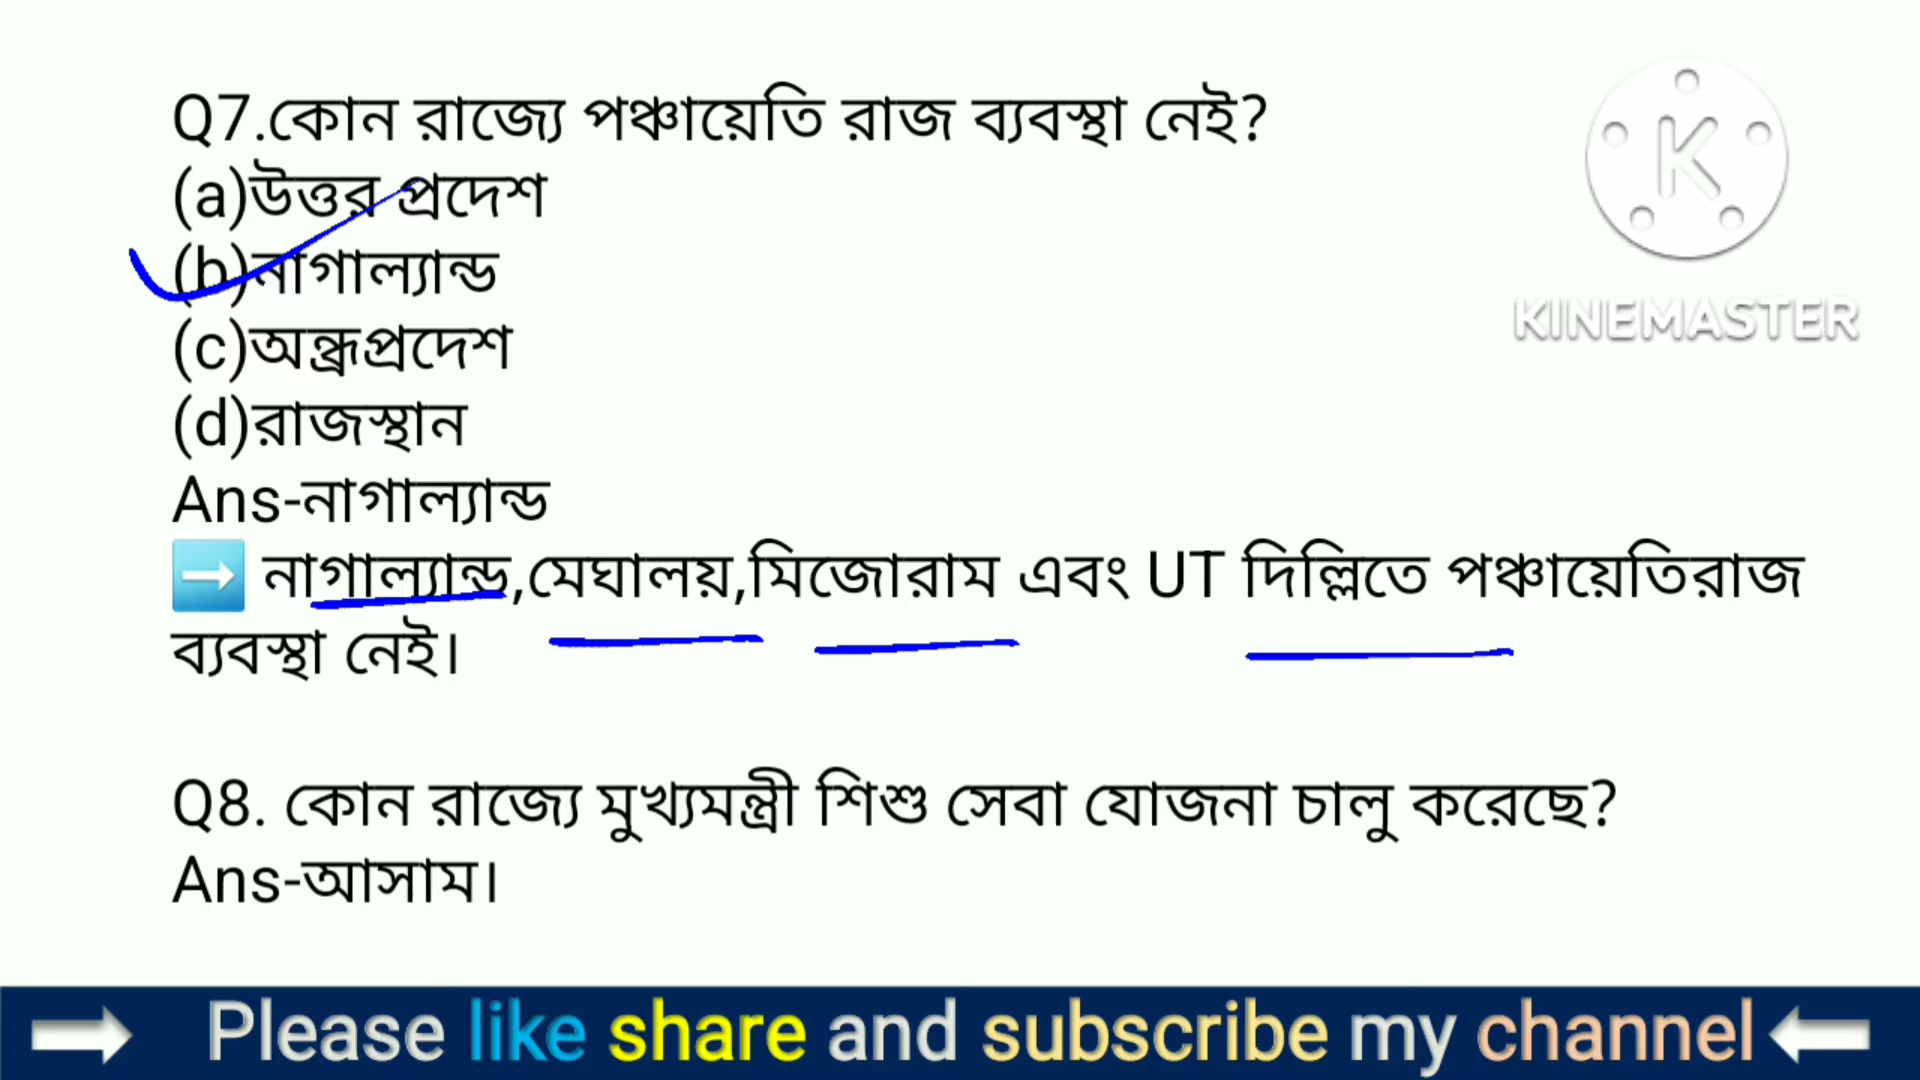 Q7.কোন রাজ্যে পঞ্চায়েতি রাজ ব্যবস্থা নেই?
(a)উত্তর প্রদেশ
(b)নাগাল্যান্ড
(c)অন্ধ্রপ্রদেশ
(d)রাজস্থান
Ans-নাগাল্যান্ড
➡️ নাগাল্যান্ড,মেঘালয়,মিজোরাম এবং UT দিল্লিতে পঞ্চায়েতিরাজ
ব্যবস্থা নেই।
Q8. কোন রাজ্যে মুখ্যমন্ত্রী শিশু সেবা যোজনা চালু করেছে?
Ans-আসাম।
K
KINEMASTER
Please like share and subscribe my channel